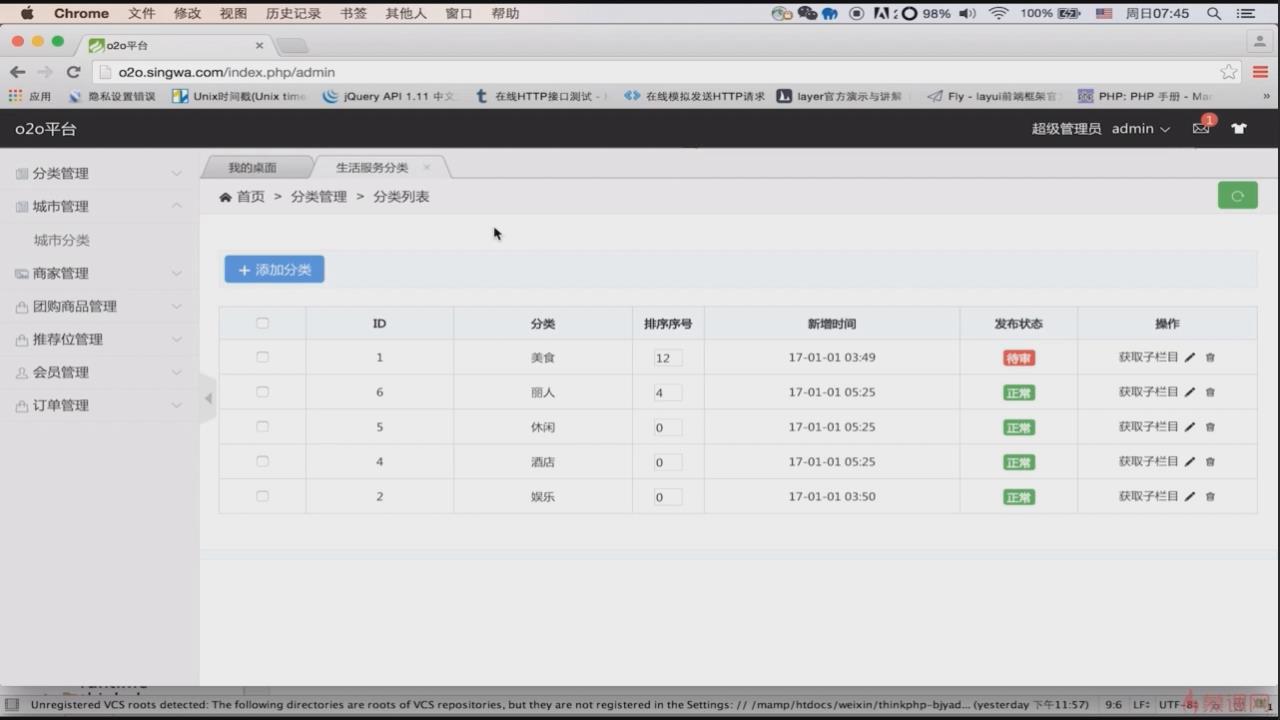 Chrome 文件 修改 视图 历史记录 书签 其他人 窗口 帮助 98% 100% 周日07:45
o2o平台
o2o.singwa.com/index.php/admin
应用 隐私设置错误 Unix时间戳(Unix time jQuery API 1.11 中文 在线HTTP接口测试 - 在线模拟发送HTTP请求 layer官方演示与讲解 Fly - layui前端框架官 PHP: PHP 手册 - Ma »
o2o平台 超级管理员 admin 1
分类管理
城市管理
城市分类
商家管理
团购商品管理
推荐位管理
会员管理
订单管理
我的桌面 生活服务分类
首页 > 分类管理 > 分类列表
+ 添加分类
ID 分类 排序序号 新增时间 发布状态 操作
1 美食 12 17-01-01 03:49 待审 获取子栏目
6 丽人 4 17-01-01 05:25 正常 获取子栏目
5 休闲 0 17-01-01 05:25 正常 获取子栏目
4 酒店 0 17-01-01 05:25 正常 获取子栏目
2 娱乐 0 17-01-01 03:50 正常 获取子栏目
Unregistered VCS roots detected: The following directories are roots of VCS repositories, but they are not registered in the Settings: // /mamp/htdocs/weixin/thinkphp-bjyad... (yesterday 下午11:57) 9:6 LF÷ UTF-8÷
慕课网